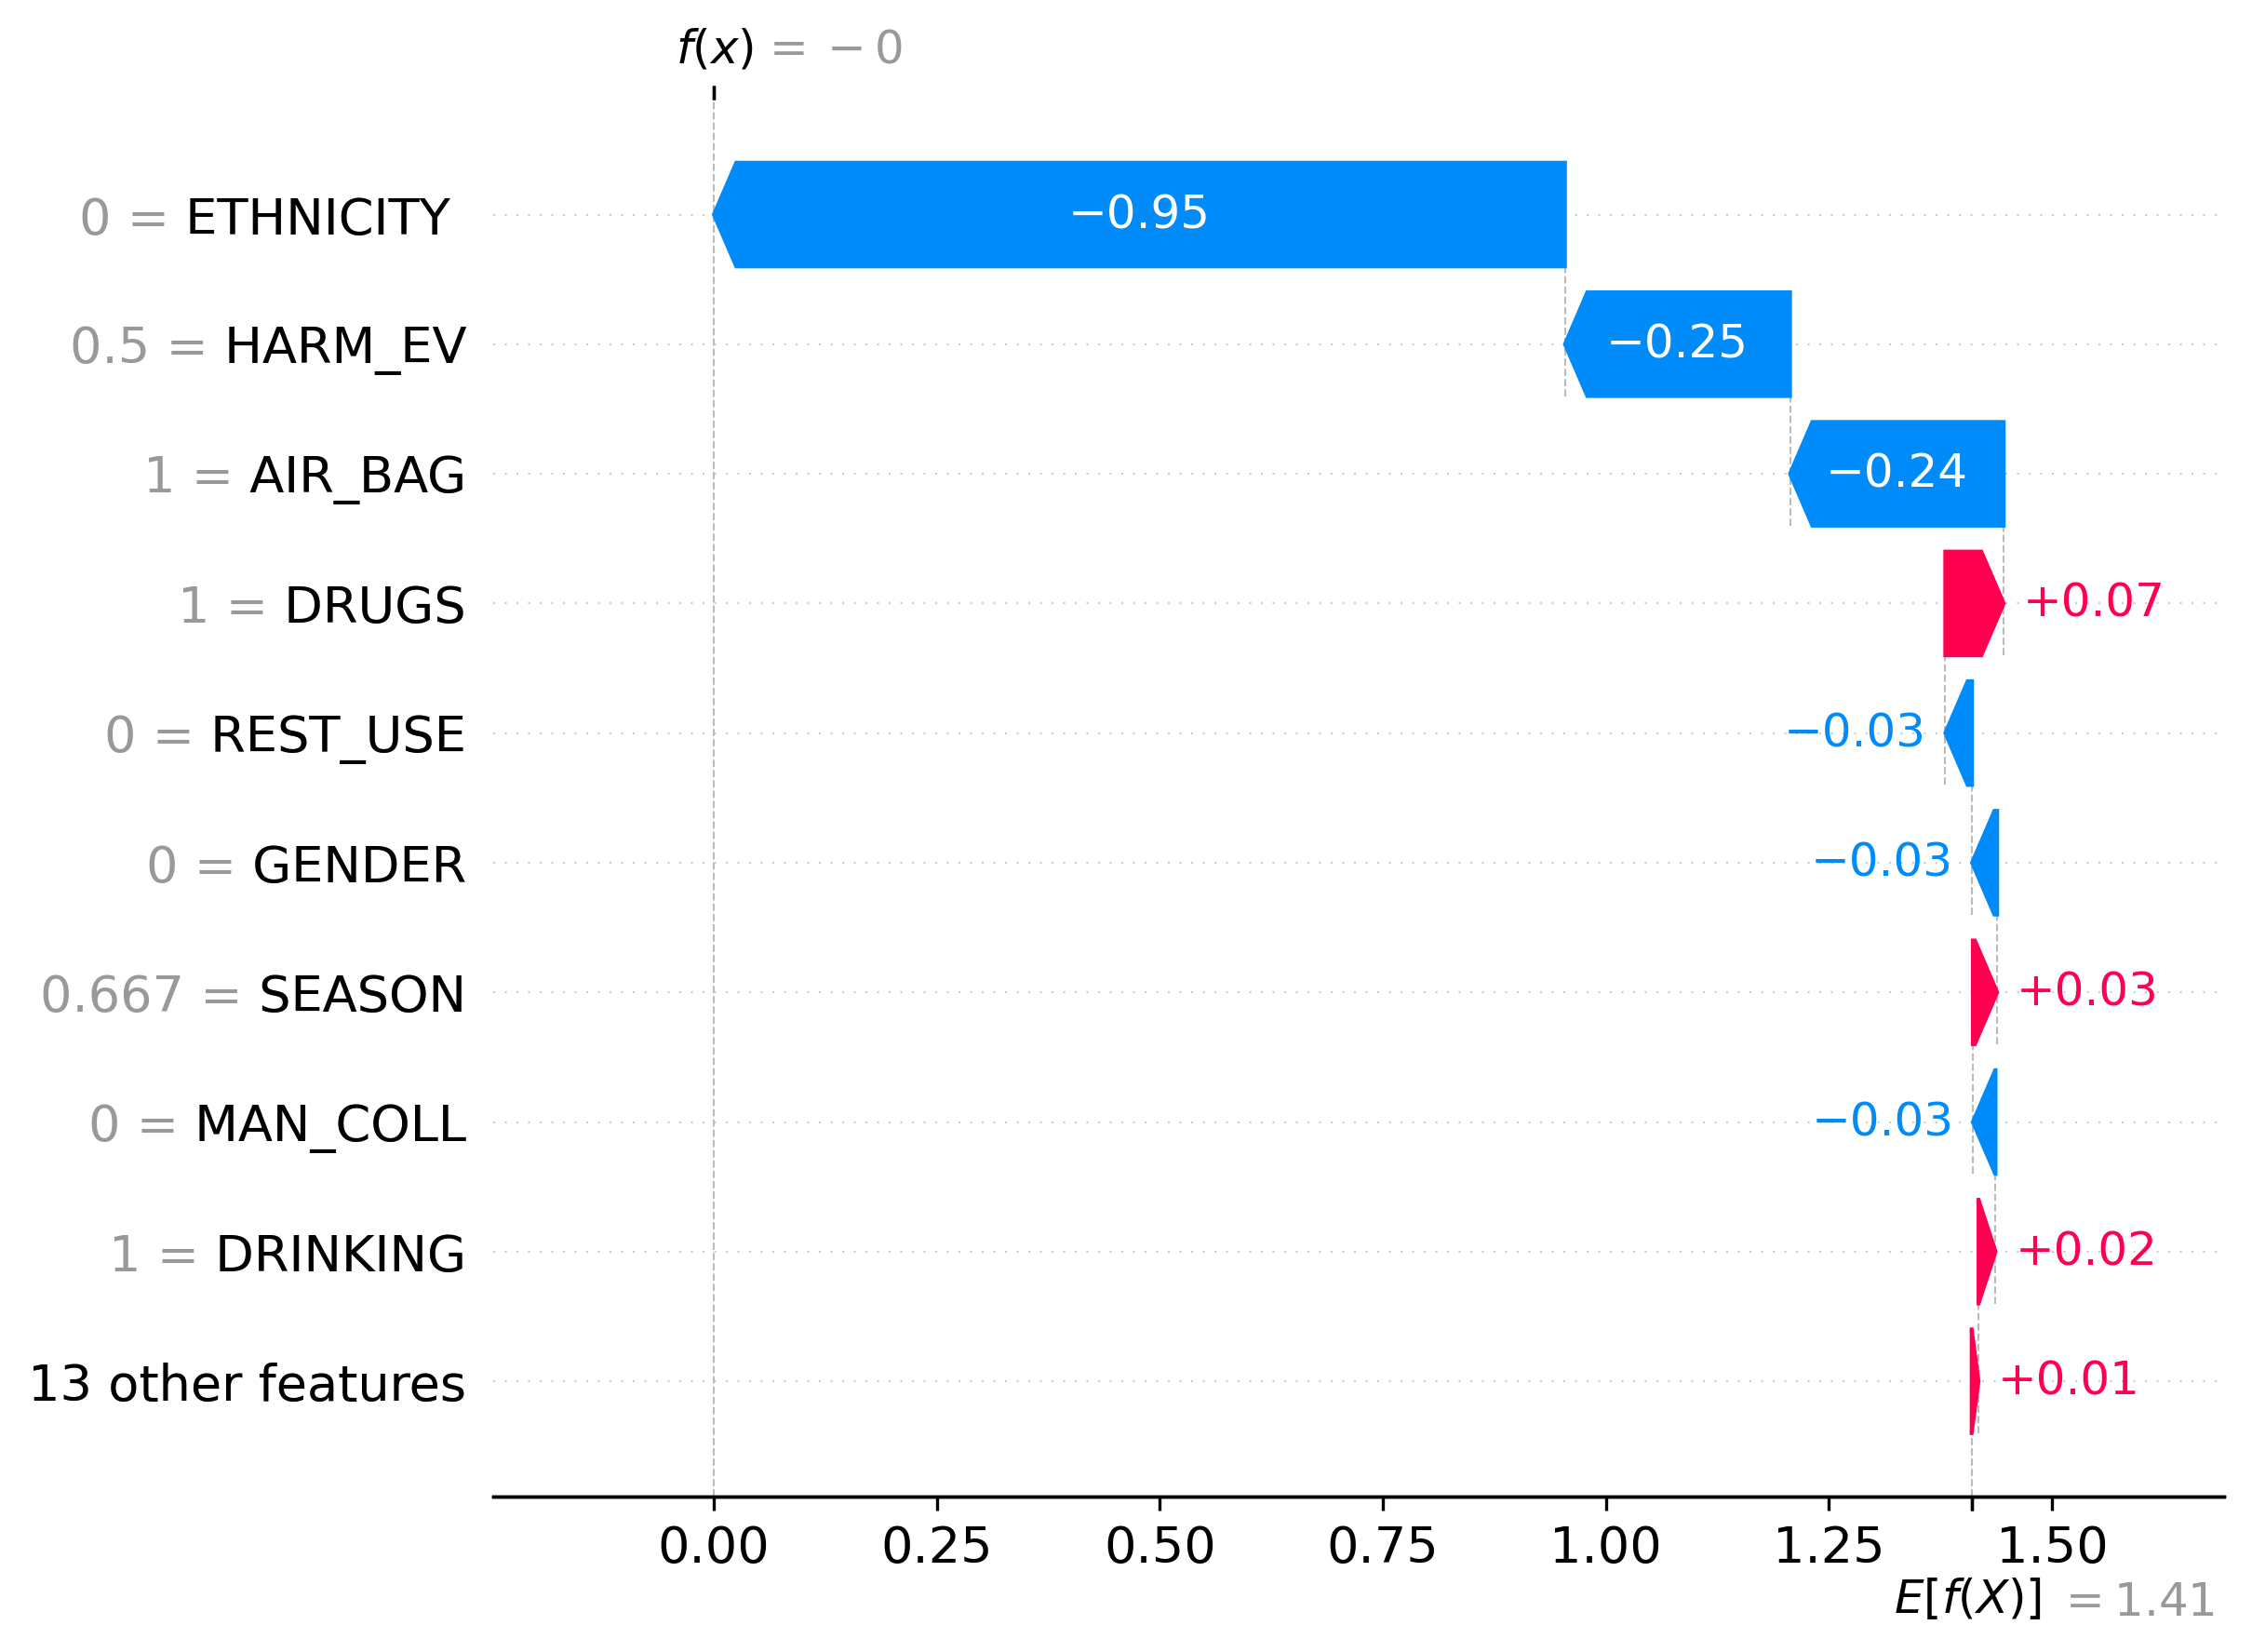 f(x) = −0
0 = ETHNICITY −0.95
0.5 = HARM_EV −0.25
1 = AIR_BAG −0.24
1 = DRUGS +0.07
0 = REST_USE −0.03
0 = GENDER −0.03
0.667 = SEASON +0.03
0 = MAN_COLL −0.03
1 = DRINKING +0.02
13 other features +0.01
0.00 0.25 0.50 0.75 1.00 1.25 1.50
E[f(X)] = 1.41